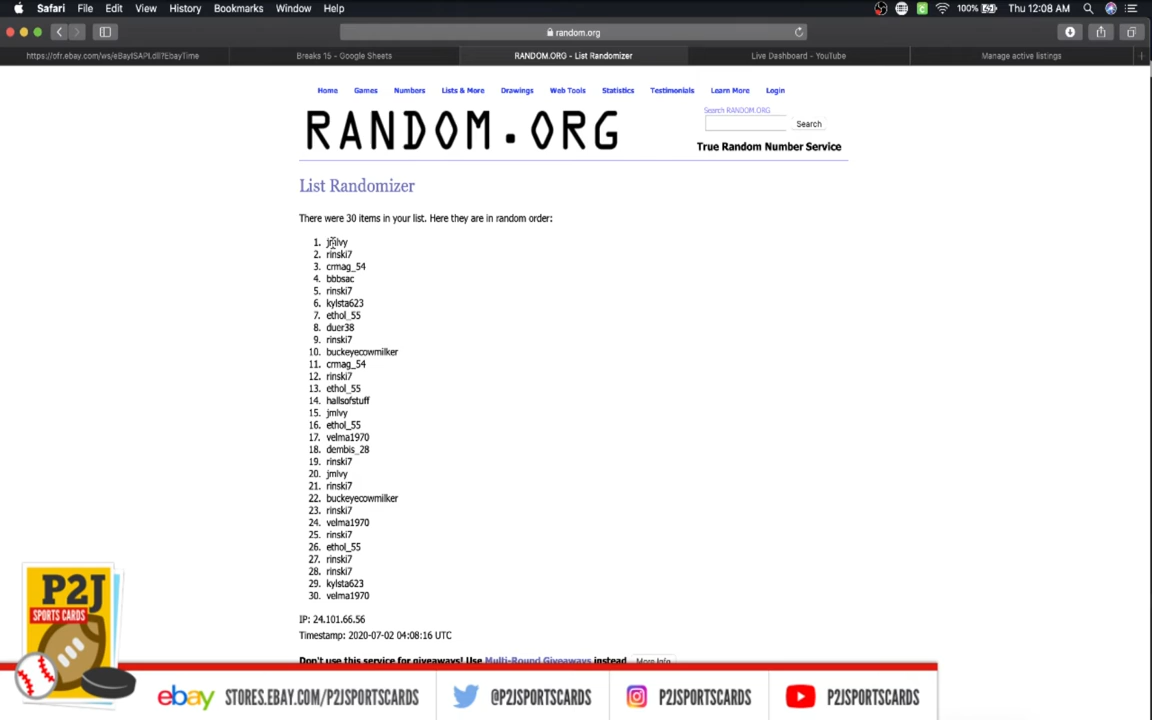 Safari File Edit View History Bookmarks Window Help 100% Thu 12:08 AM
random.org
https://ofr.ebay.com/ws/eBayISAPI.dll?EbayTime Breaks 15 - Google Sheets RANDOM.ORG - List Randomizer Live Dashboard - YouTube Manage active listings
Home Games Numbers Lists & More Drawings Web Tools Statistics Testimonials Learn More Login
Search RANDOM.ORG
RANDOM.ORG
Search
True Random Number Service
List Randomizer
There were 30 items in your list. Here they are in random order:
1. jmlvy
2. rinski7
3. crmag_54
4. bbbsac
5. rinski7
6. kylsta623
7. ethol_55
8. duer38
9. rinski7
10. buckeyecowmilker
11. crmag_54
12. rinski7
13. ethol_55
14. hallsofstuff
15. jmlvy
16. ethol_55
17. velma1970
18. dembis_28
19. rinski7
20. jmlvy
21. rinski7
22. buckeyecowmilker
23. rinski7
24. velma1970
25. rinski7
26. ethol_55
27. rinski7
28. rinski7
29. kylsta623
30. velma1970
IP: 24.101.66.56
Timestamp: 2020-07-02 04:08:16 UTC
Don't use this service for giveaways! Use Multi-Round Giveaways instead More Info
P2J
SPORTS CARDS
ebay STORES.EBAY.COM/P2JSPORTSCARDS @P2JSPORTSCARDS P2JSPORTSCARDS P2JSPORTSCARDS